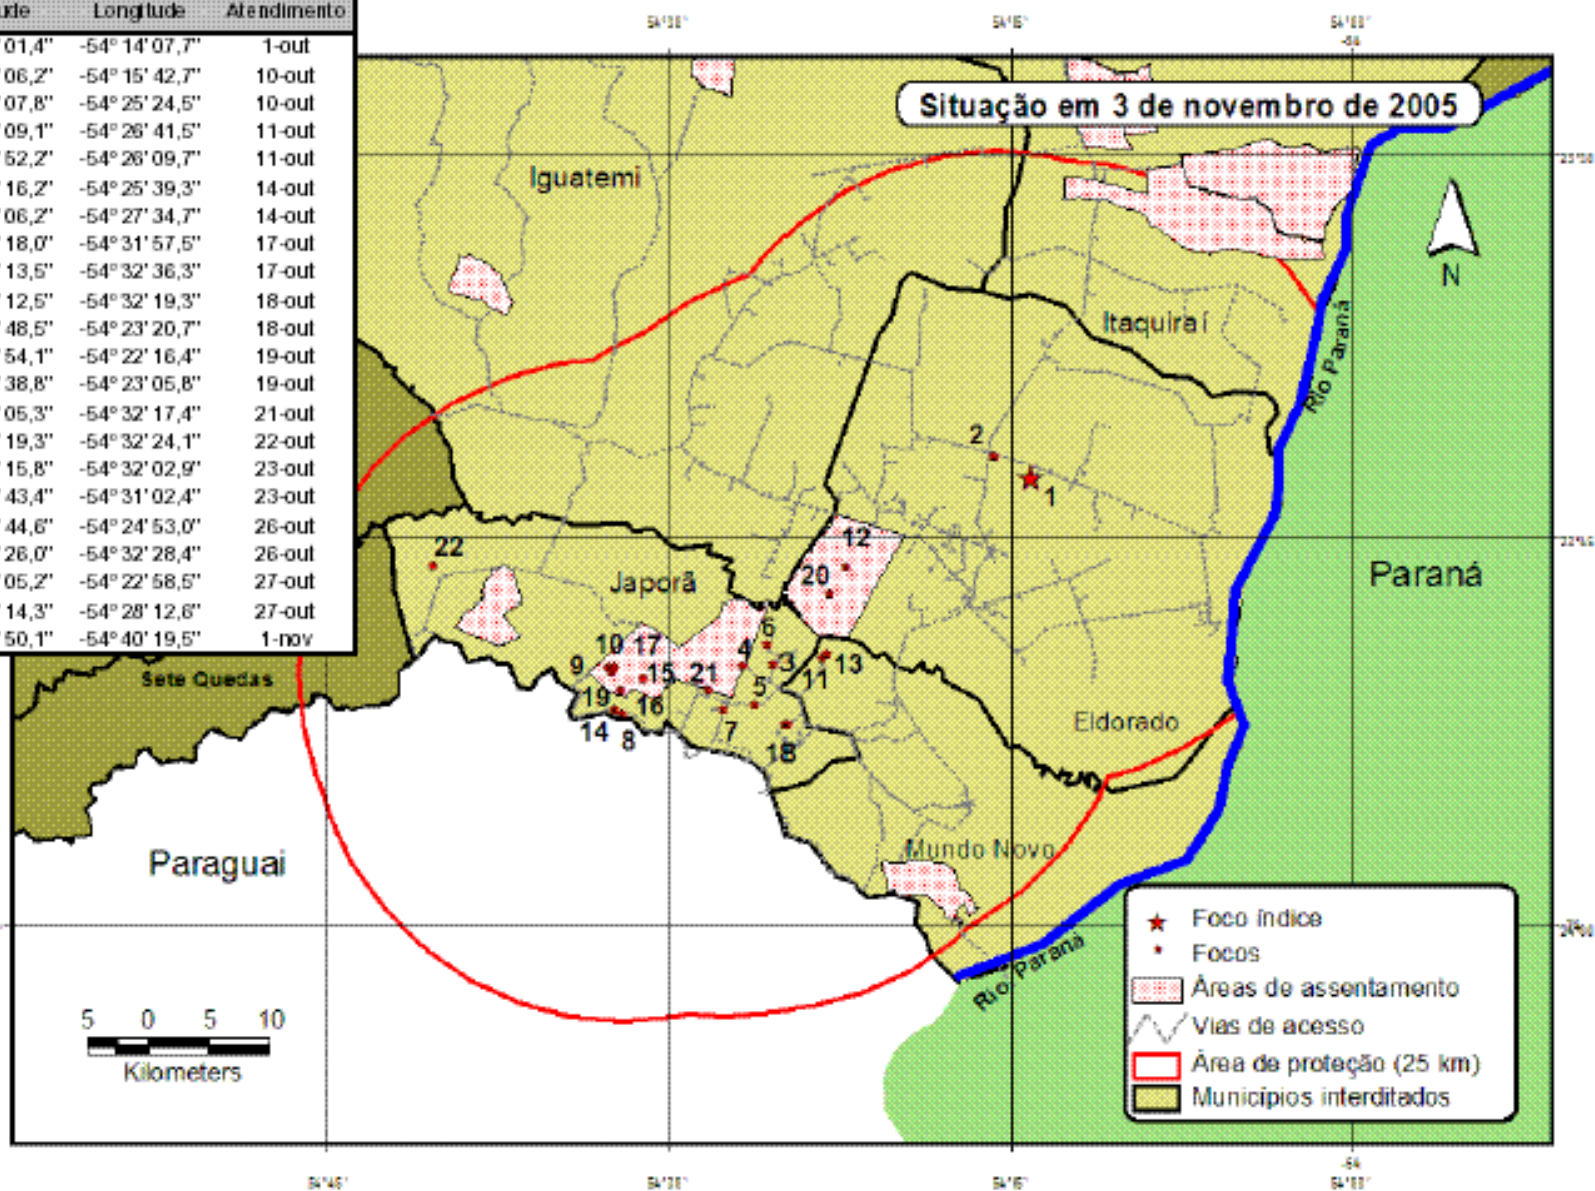 ude Longitude Atendimento
01,4" -54° 14' 07,7" 1-out
06,2" -54° 15' 42,7" 10-out
07,8" -54° 25' 24,5" 10-out
09,1" -54° 26' 41,5" 11-out
52,2" -54° 26' 09,7" 11-out
16,2" -54° 25' 39,3" 14-out
06,2" -54° 27' 34,7" 14-out
18,0" -54° 31' 57,5" 17-out
13,5" -54° 32' 36,3" 17-out
12,5" -54° 32' 19,3" 18-out
48,5" -54° 23' 20,7" 18-out
54,1" -54° 22' 16,4" 19-out
38,8" -54° 23' 05,8" 19-out
05,3" -54° 32' 17,4" 21-out
19,3" -54° 32' 24,1" 22-out
15,8" -54° 32' 02,9" 23-out
43,4" -54° 31' 02,4" 23-out
44,6" -54° 24' 53,0" 26-out
26,0" -54° 32' 28,4" 26-out
05,2" -54° 22' 58,5" 27-out
14,3" -54° 28' 12,6" 27-out
50,1" -54° 40' 19,5" 1-nov
Situação em 3 de novembro de 2005
Iguatemi
N
Itaquiraí
Rio Paraná
2
1
12
22
Japorã
20
Paraná
6
10 17
4
9
3
13
15
21
11
Sete Quedas
19
16
5
14
8
7
18
Eldorado
Mundo Novo
Paraguai
Rio Paraná
5 0 5 10
Kilometers
Foco índice
Focos
Áreas de assentamento
Vias de acesso
Área de proteção (25 km)
Municípios interditados